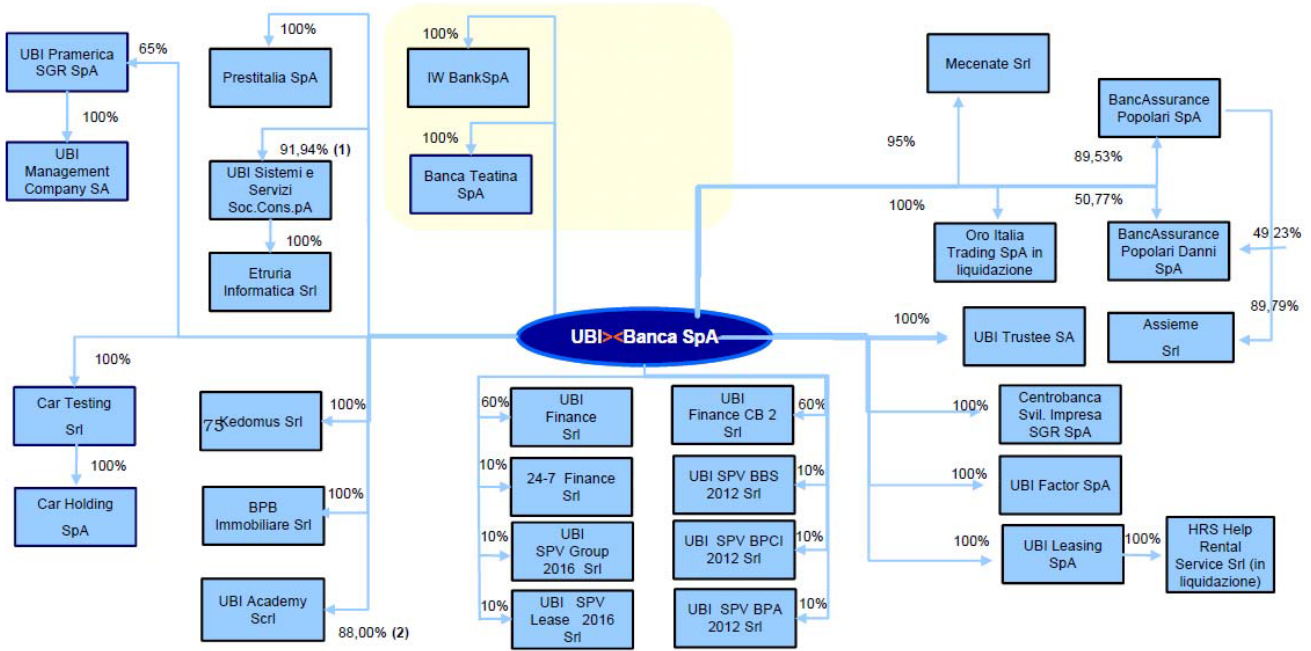 100%
100%
UBI Pramerica
SGR SpA
65%
Prestitalia SpA
IW BankSpA
Mecenate Srl
BancAssurance
Popolari SpA
100%
UBI
Management
Company SA
91,94% (1)
UBI Sistemi e
Servizi
Soc.Cons.pA
100%
Banca Teatina
SpA
95%
89,53%
100%
50,77%
100%
Etruria
Informatica Srl
Oro Italia
Trading SpA in
liquidazione
BancAssurance
Popolari Danni
SpA
49,23%
89,79%
UBI><Banca SpA
100%
UBI Trustee SA
Assieme
Srl
100%
Car Testing
Srl
75
Kedomus Srl
100%
60%
UBI
Finance
Srl
UBI
Finance CB 2
Srl
60%
100%
Centrobanca
Svil. Impresa
SGR SpA
100%
Car Holding
SpA
BPB
Immobiliare Srl
100%
10%
24-7 Finance
Srl
UBI SPV BBS
2012 Srl
10%
100%
UBI Factor SpA
10%
UBI
SPV Group
2016 Srl
UBI SPV BPCI
2012 Srl
10%
100%
UBI Leasing
SpA
100%
HRS Help
Rental
Service Srl (in
liquidazione)
UBI Academy
Scrl
88,00% (2)
10%
UBI SPV
Lease 2016
Srl
UBI SPV BPA
2012 Srl
10%